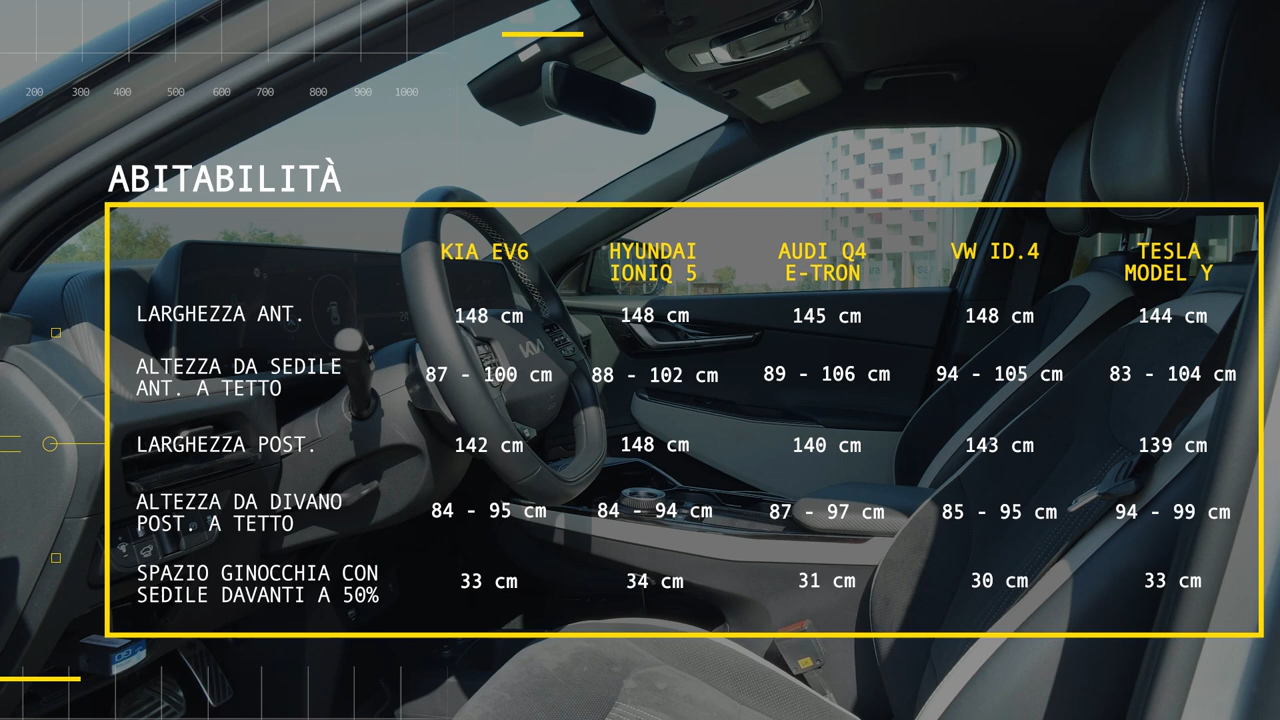 200 300 400 500 600 700 800 900 1000
ABITABILITÀ
KIA EV6 HYUNDAI IONIQ 5 AUDI Q4 E-TRON VW ID.4 TESLA MODEL Y
LARGHEZZA ANT. 148 cm 148 cm 145 cm 148 cm 144 cm
ALTEZZA DA SEDILE
ANT. A TETTO 87 - 100 cm 88 - 102 cm 89 - 106 cm 94 - 105 cm 83 - 104 cm
LARGHEZZA POST. 142 cm 148 cm 140 cm 143 cm 139 cm
ALTEZZA DA DIVANO
POST. A TETTO 84 - 95 cm 84 - 94 cm 87 - 97 cm 85 - 95 cm 94 - 99 cm
SPAZIO GINOCCHIA CON
SEDILE DAVANTI A 50% 33 cm 34 cm 31 cm 30 cm 33 cm
KIA